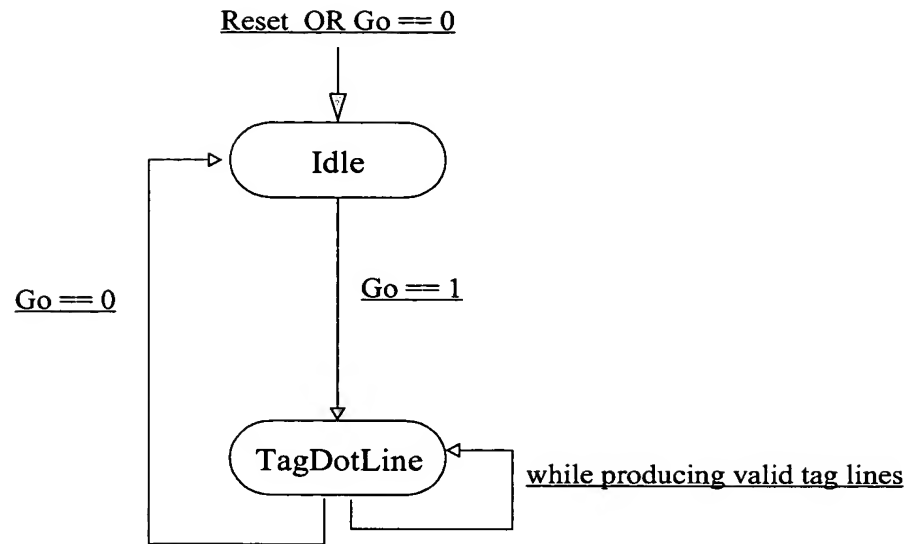 Reset OR Go == 0
Idle
Go == 0
Go == 1
TagDotLine
while producing valid tag lines